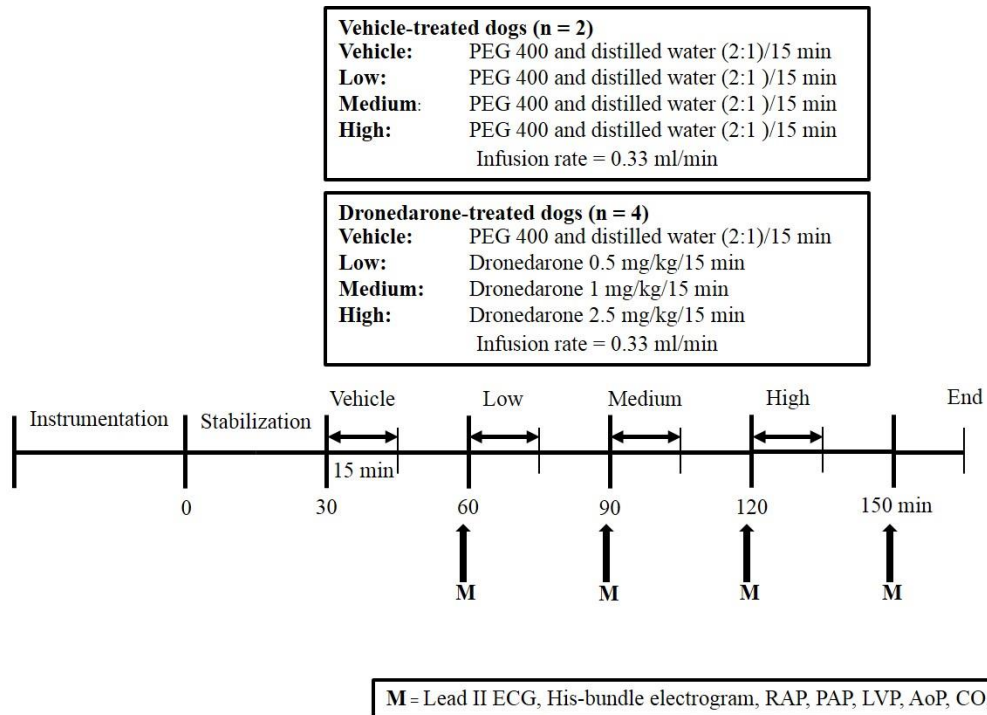 Vehicle-treated dogs (n = 2)
Vehicle: PEG 400 and distilled water (2:1)/15 min
Low: PEG 400 and distilled water (2:1 )/15 min
Medium: PEG 400 and distilled water (2:1 )/15 min
High: PEG 400 and distilled water (2:1 )/15 min
Infusion rate = 0.33 ml/min
Dronedarone-treated dogs (n = 4)
Vehicle: PEG 400 and distilled water (2:1)/15 min
Low: Dronedarone 0.5 mg/kg/15 min
Medium: Dronedarone 1 mg/kg/15 min
High: Dronedarone 2.5 mg/kg/15 min
Infusion rate = 0.33 ml/min
Instrumentation Stabilization Vehicle Low Medium High End
15 min
0 30 60 90 120 150 min
M M M M
M = Lead II ECG, His-bundle electrogram, RAP, PAP, LVP, AoP, CO